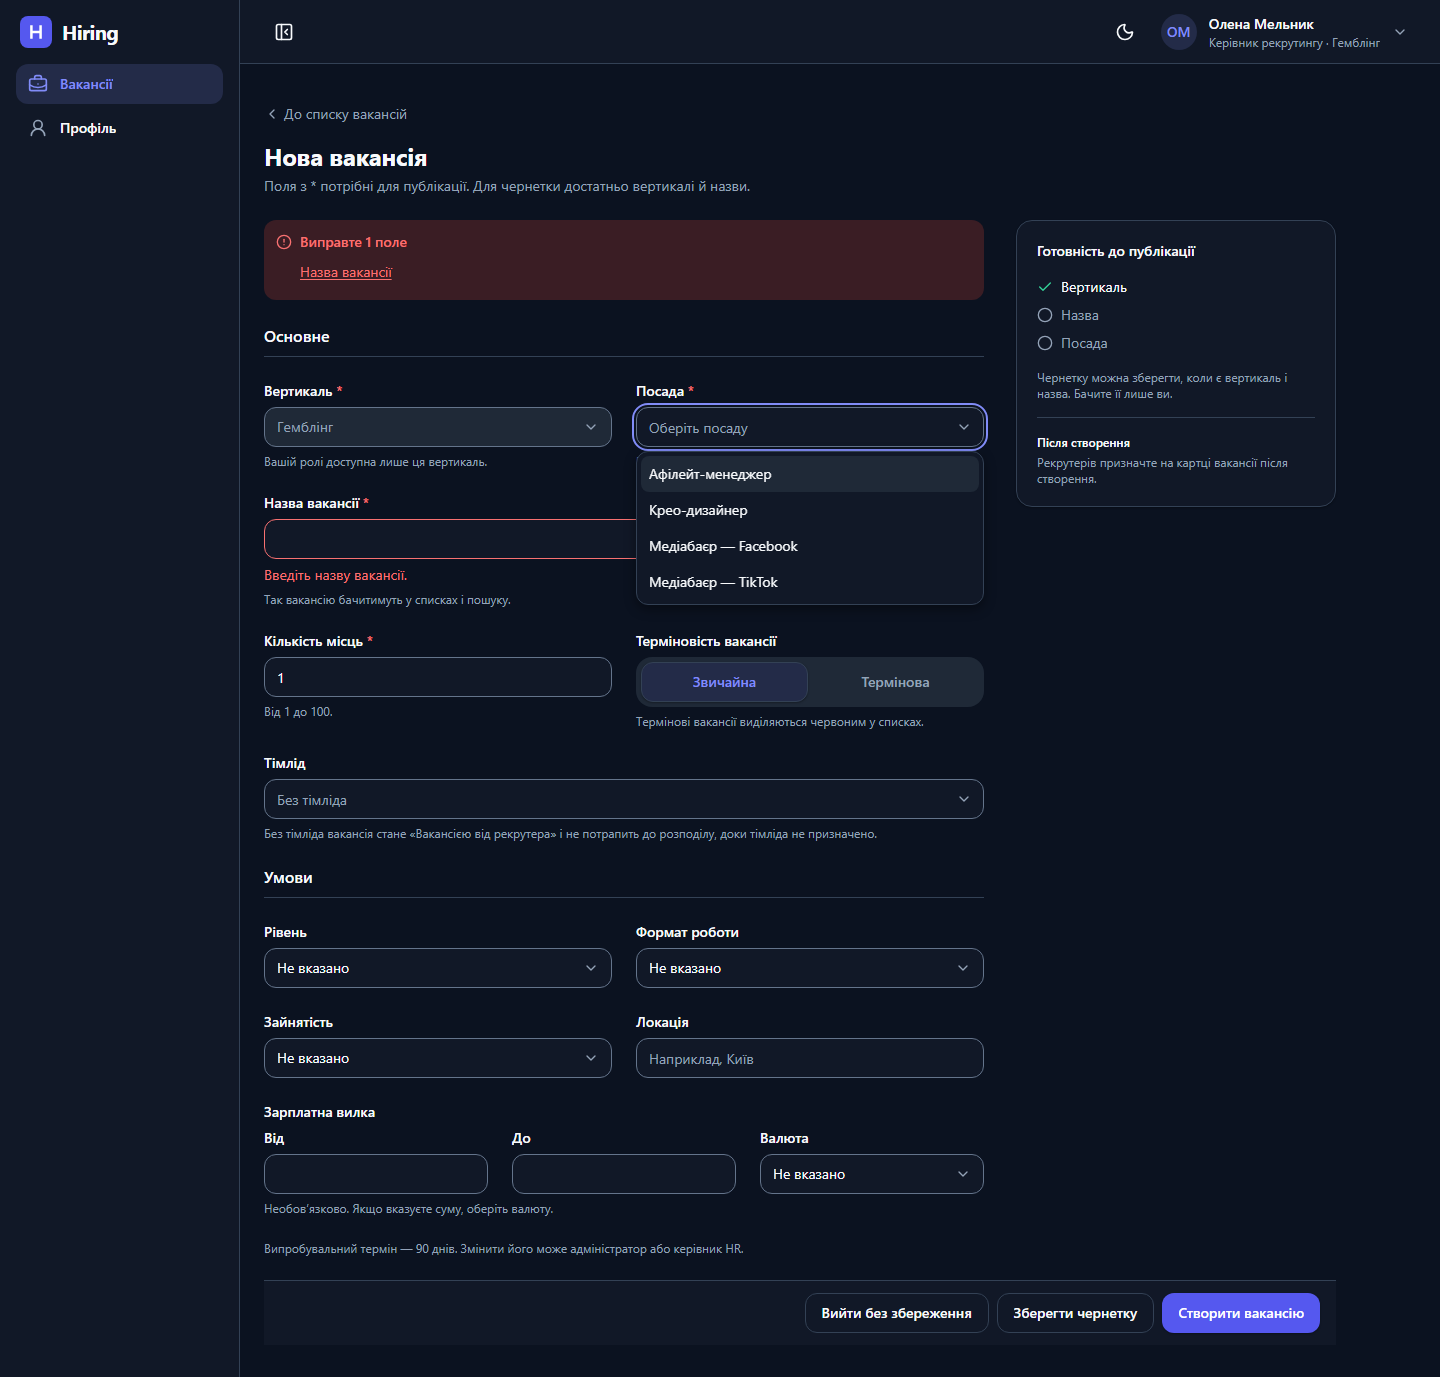 H Hiring
Вакансії
Профіль
ОМ
Олена Мельник
Керівник рекрутингу · Гемблінг
До списку вакансій
Нова вакансія
Поля з * потрібні для публікації. Для чернетки достатньо вертикалі й назви.
Виправте 1 поле
Назва вакансії
Основне
Вертикаль *
Гемблінг
Вашій ролі доступна лише ця вертикаль.
Посада *
Оберіть посаду
Афілейт-менеджер
Крео-дизайнер
Медіабаєр — Facebook
Медіабаєр — TikTok
Назва вакансії *
Введіть назву вакансії.
Так вакансію бачитимуть у списках і пошуку.
Кількість місць *
1
Від 1 до 100.
Терміновість вакансії
Звичайна
Термінова
Термінові вакансії виділяються червоним у списках.
Тімлід
Без тімліда
Без тімліда вакансія стане «Вакансією від рекрутера» і не потрапить до розподілу, доки тімліда не призначено.
Умови
Рівень
Не вказано
Формат роботи
Не вказано
Зайнятість
Не вказано
Локація
Наприклад, Київ
Зарплатна вилка
Від
До
Валюта
Не вказано
Необов’язково. Якщо вказуєте суму, оберіть валюту.
Випробувальний термін — 90 днів. Змінити його може адміністратор або керівник HR.
Вийти без збереження
Зберегти чернетку
Створити вакансію
Готовність до публікації
Вертикаль
Назва
Посада
Чернетку можна зберегти, коли є вертикаль і
назва. Бачите її лише ви.
Після створення
Рекрутерів призначте на картці вакансії після
створення.